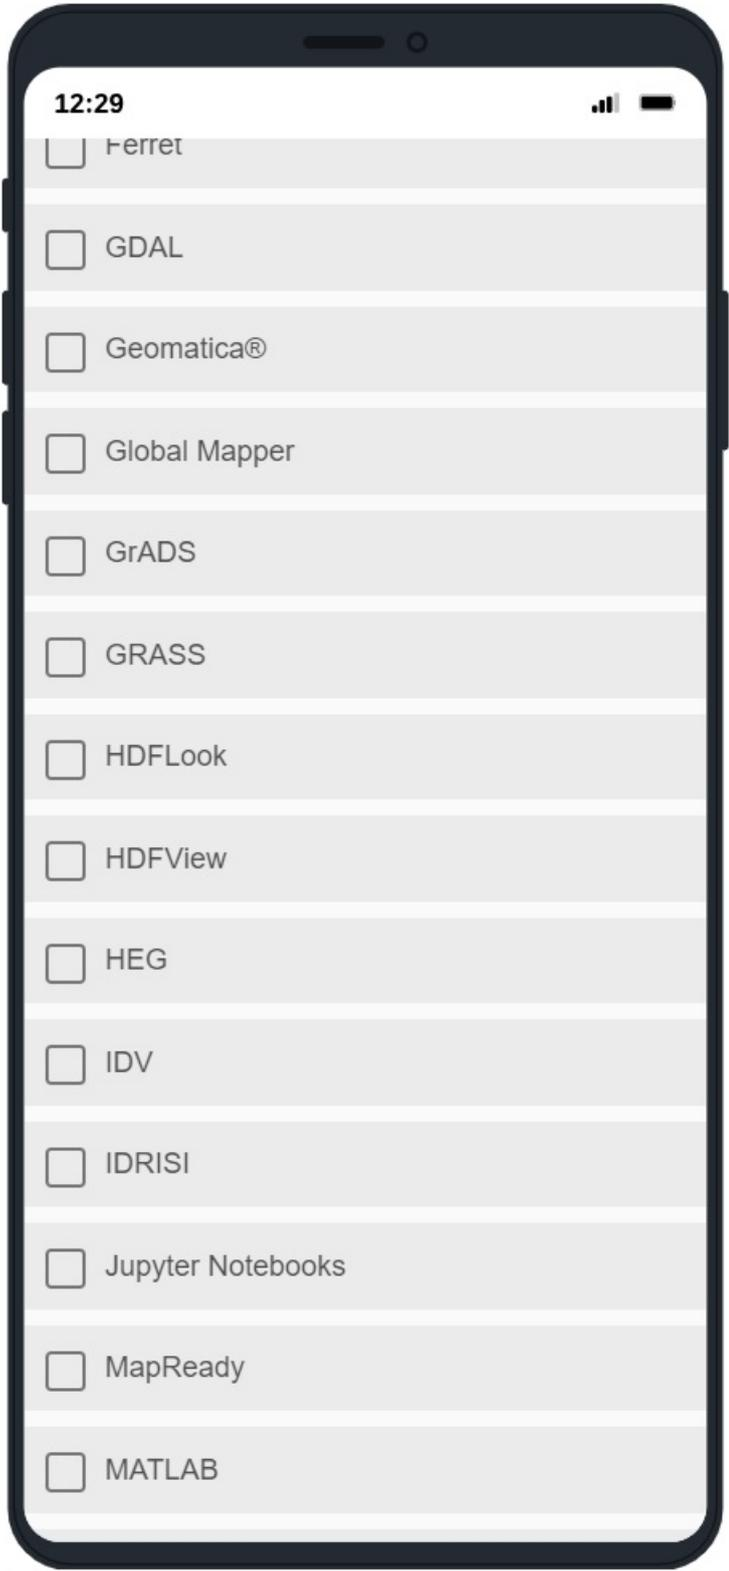 12:29
Ferret
GDAL
Geomatica®
Global Mapper
GrADS
GRASS
HDFLook
HDFView
HEG
IDV
IDRISI
Jupyter Notebooks
MapReady
MATLAB